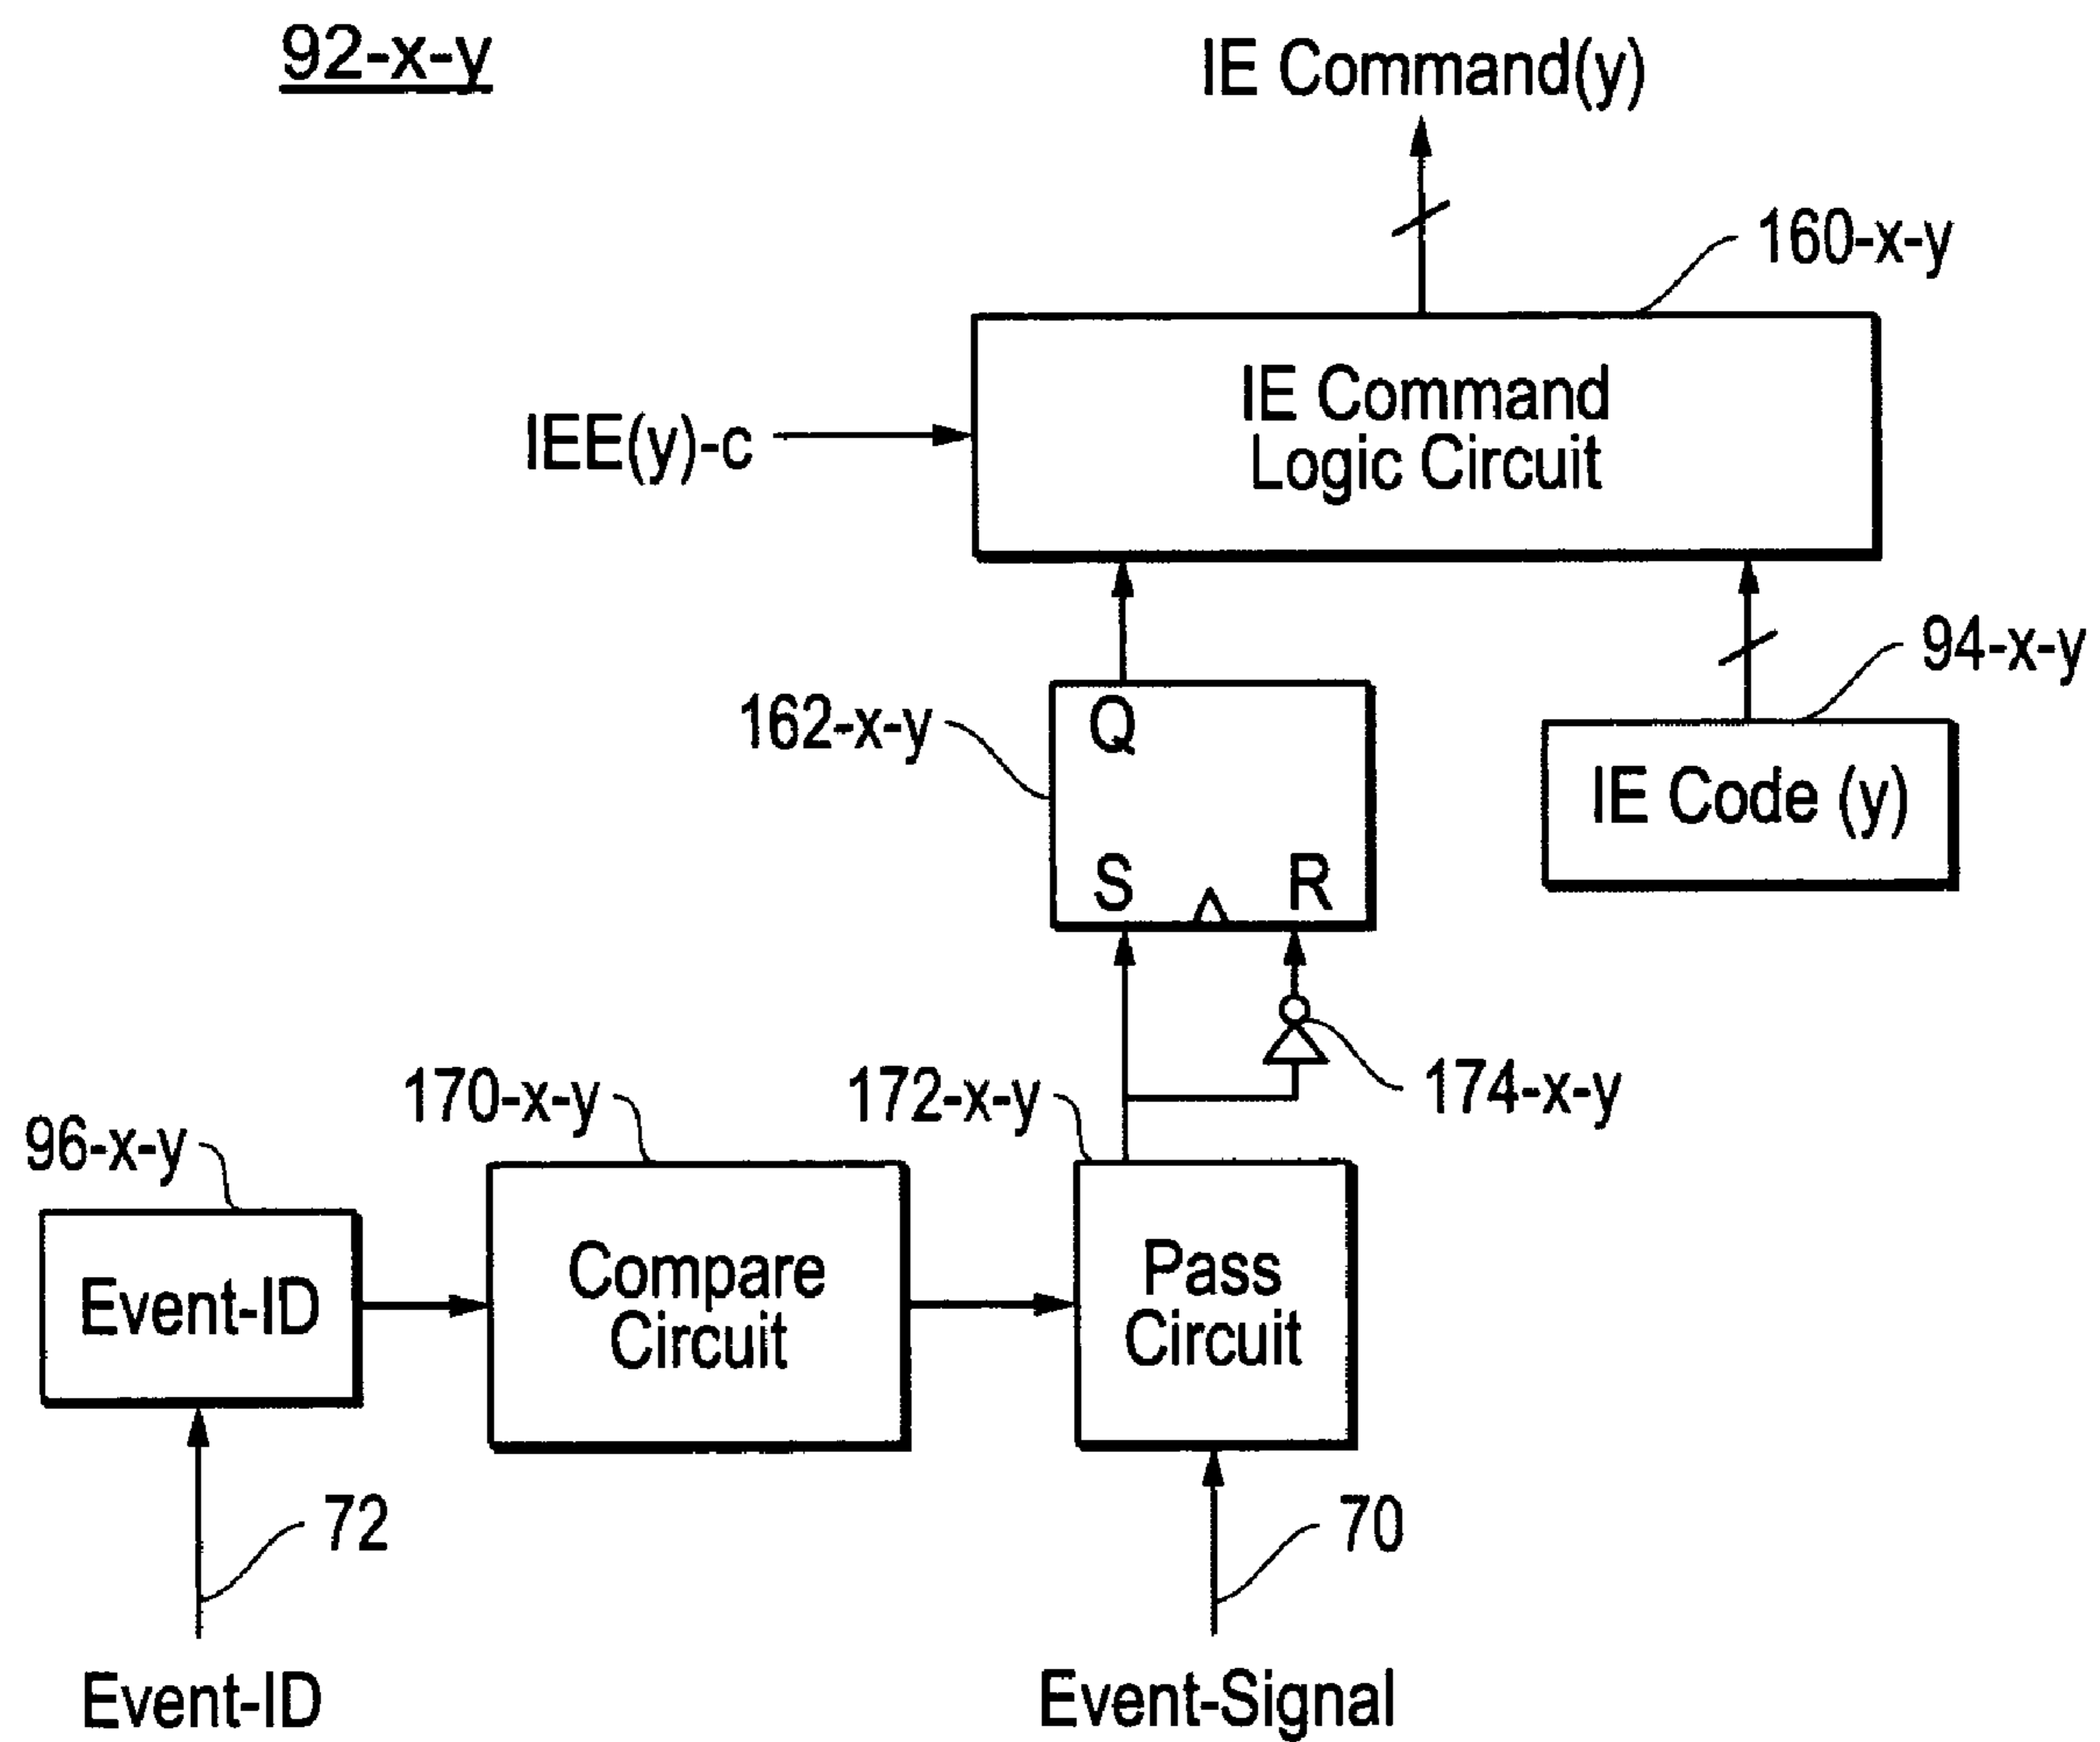 92-x-y
IE Command(y)
160-x-y
IE Command
Logic Circuit
IEE(y)-c
94-x-y
162-x-y
Q
IE Code (y)
S
R
170-x-y
172-x-y
174-x-y
96-x-y
Event-ID
Compare
Circuit
Pass
Circuit
72
70
Event-ID
Event-Signal